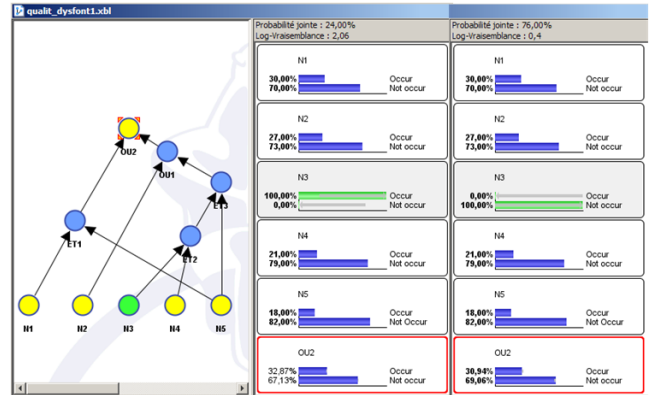 qualit_dysfont1.xbl
OU2
OU1
ET3
ET1
ET2
N1 N2 N3 N4 N5
Probabilité jointe : 24,00%
Log-Vraisemblance : 2,06
N1
30,00% Occur
70,00% Not occur
N2
27,00% Occur
73,00% Not occur
N3
100,00% Occur
0,00% Not occur
N4
21,00% Occur
79,00% Not occur
N5
18,00% Occur
82,00% Not Occur
OU2
32,87% Occur
67,13% Not occur
Probabilité jointe : 76,00%
Log-Vraisemblance : 0,4
N1
30,00% Occur
70,00% Not occur
N2
27,00% Occur
73,00% Not occur
N3
0,00% Occur
100,00% Not occur
N4
21,00% Occur
79,00% Not occur
N5
18,00% Occur
82,00% Not Occur
OU2
30,94% Occur
69,06% Not occur